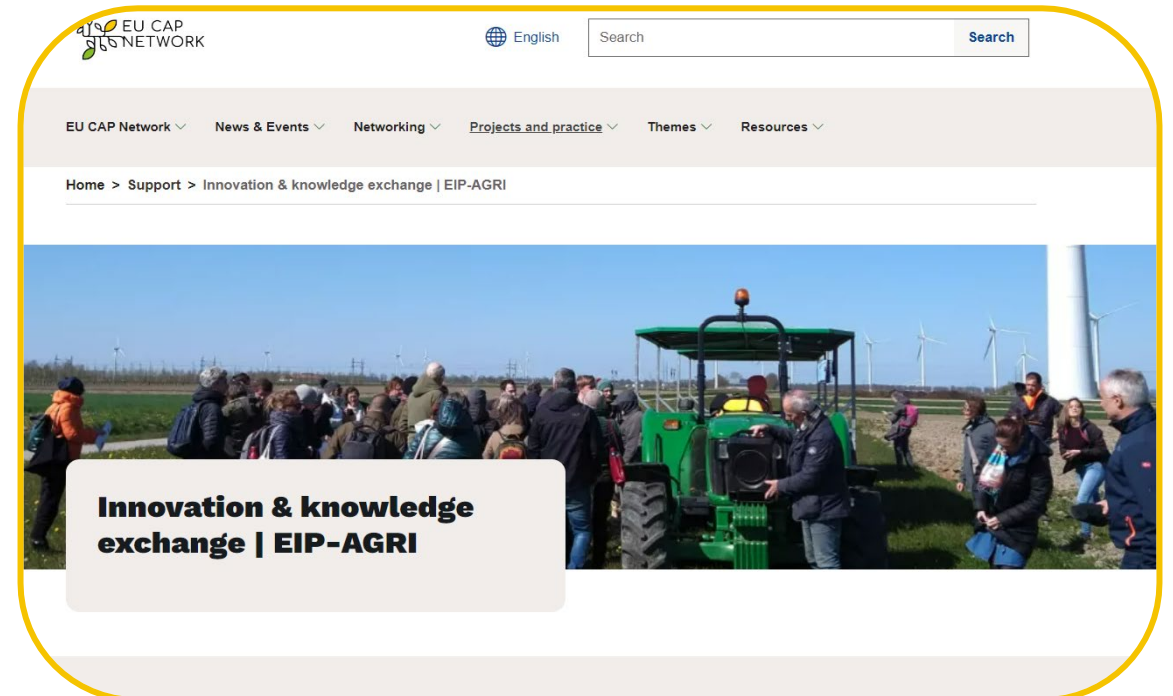 EU CAP
NETWORK
English
Search
Search
EU CAP Network
News & Events
Networking
Projects and practice
Themes
Resources
Home > Support > Innovation & knowledge exchange | EIP-AGRI
Innovation & knowledge
exchange | EIP-AGRI